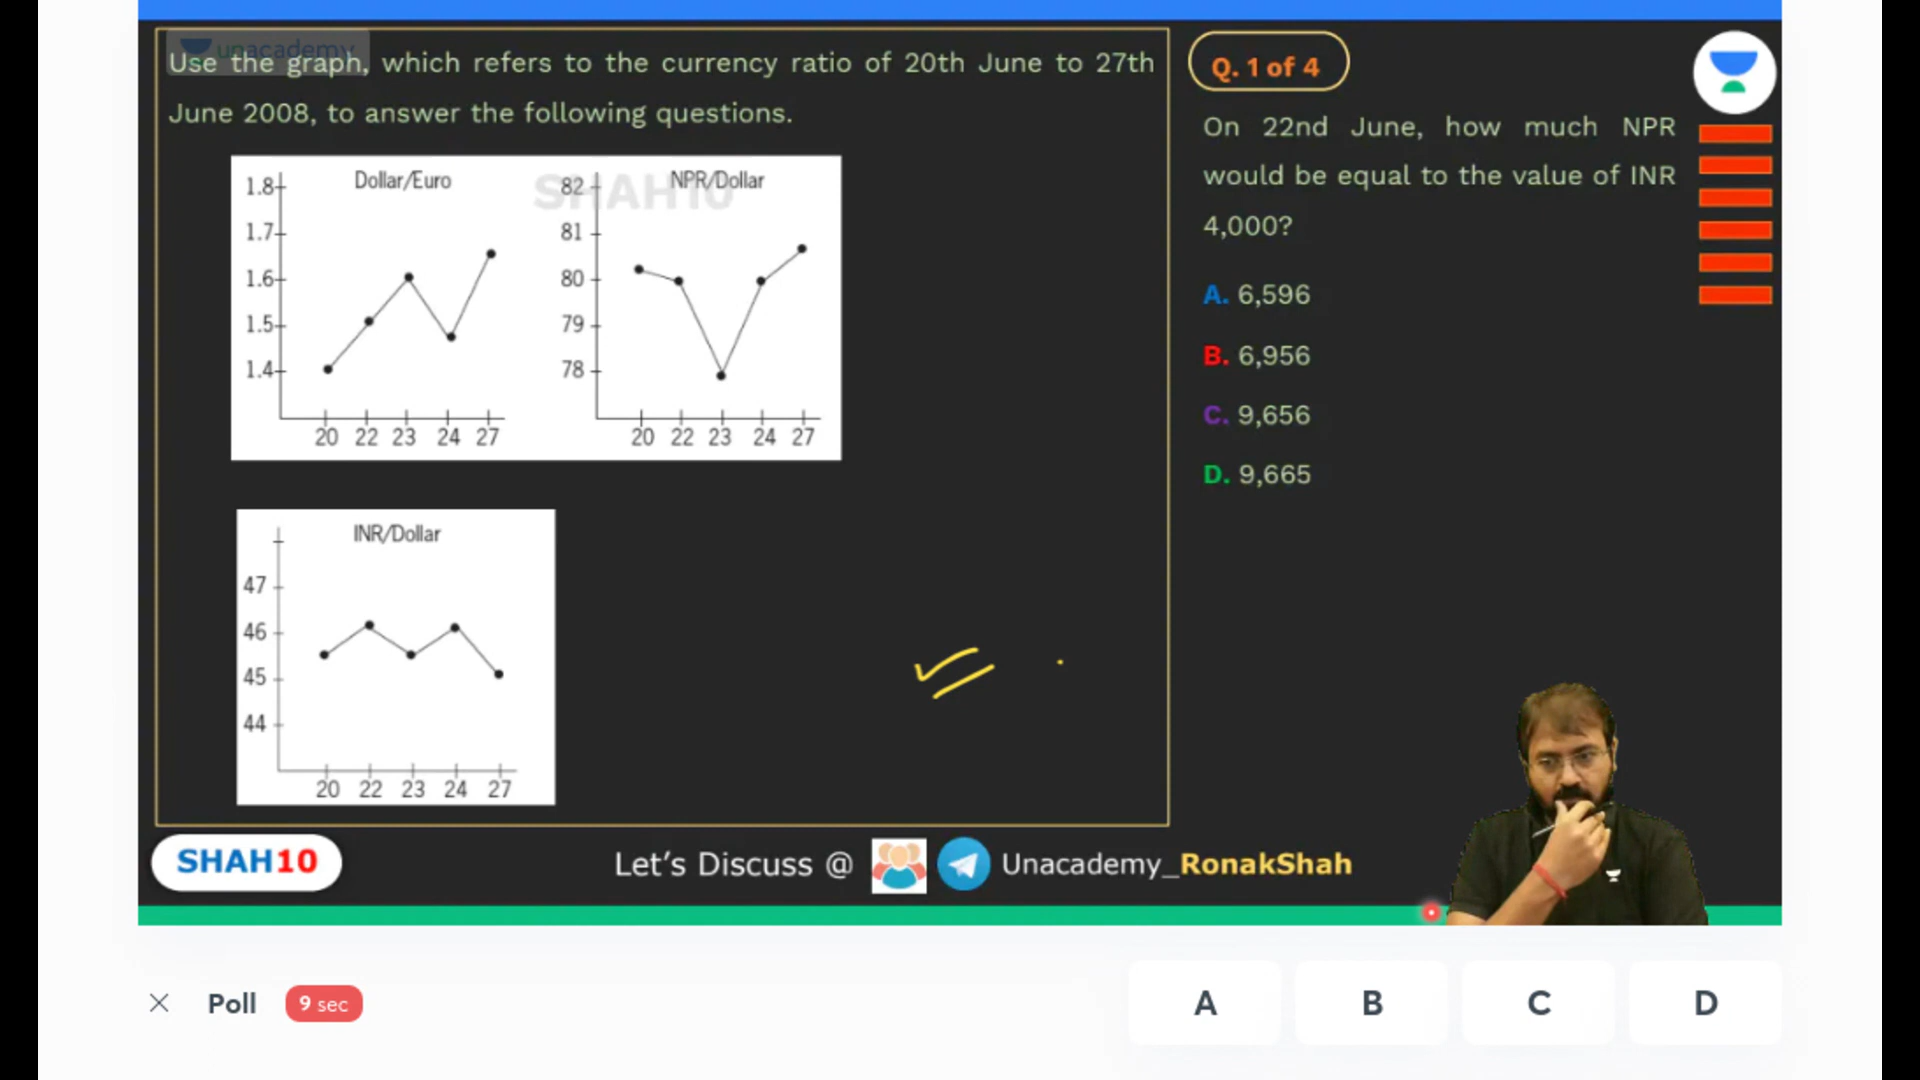 unacademy
Use the graph, which refers to the currency ratio of 20th June to 27th
June 2008, to answer the following questions.
SHAH10
Dollar/Euro
1.8
1.7
1.6
1.5
1.4
20 22 23 24 27
NPR/Dollar
82
81
80
79
78
20 22 23 24 27
INR/Dollar
47
46
45
44
20 22 23 24 27
Q. 1 of 4
On 22nd June, how much NPR
would be equal to the value of INR
4,000?
A. 6,596
B. 6,956
C. 9,656
D. 9,665
SHAH10
Let's Discuss @ Unacademy_RonakShah
Poll 9 sec
A B C D